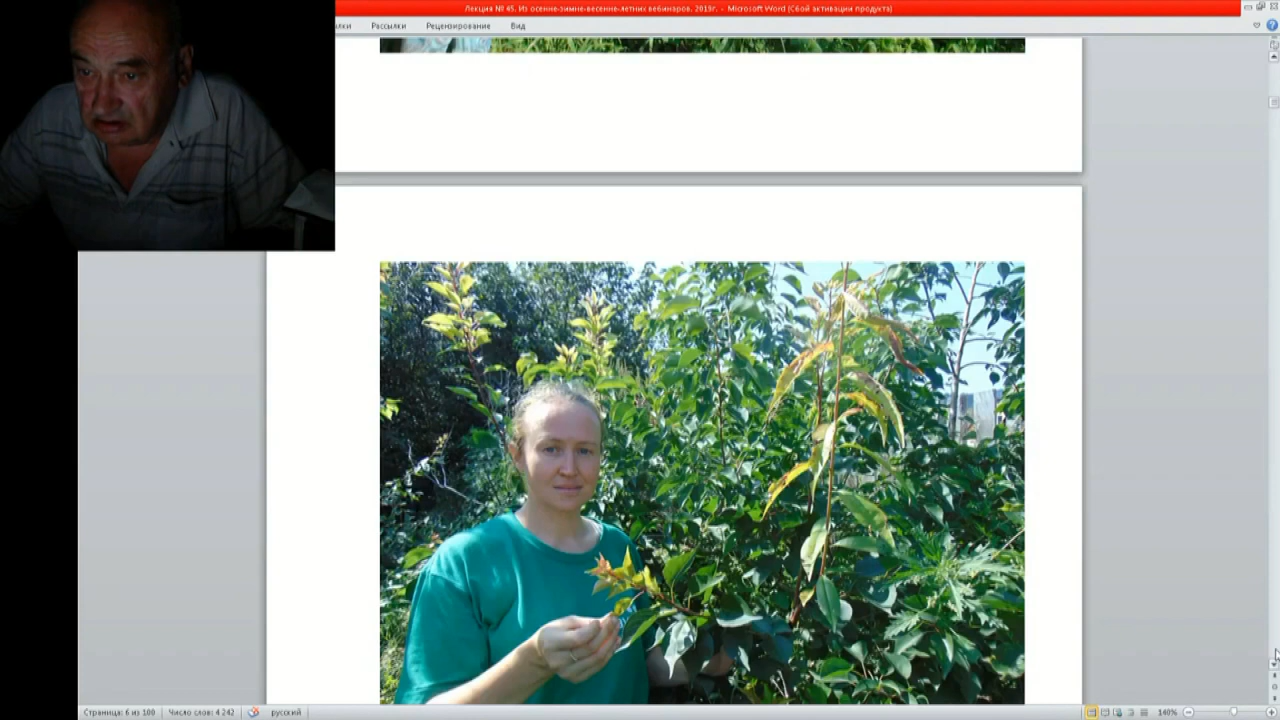 Лекция № 45. Из осенне-зимне-весенне-летних вебинаров. 2019г. - Microsoft Word (Сбой активации продукта)
Рассылки
Рецензирование
Вид
Страница: 6 из 100
Число слов: 4 242
русский
140%